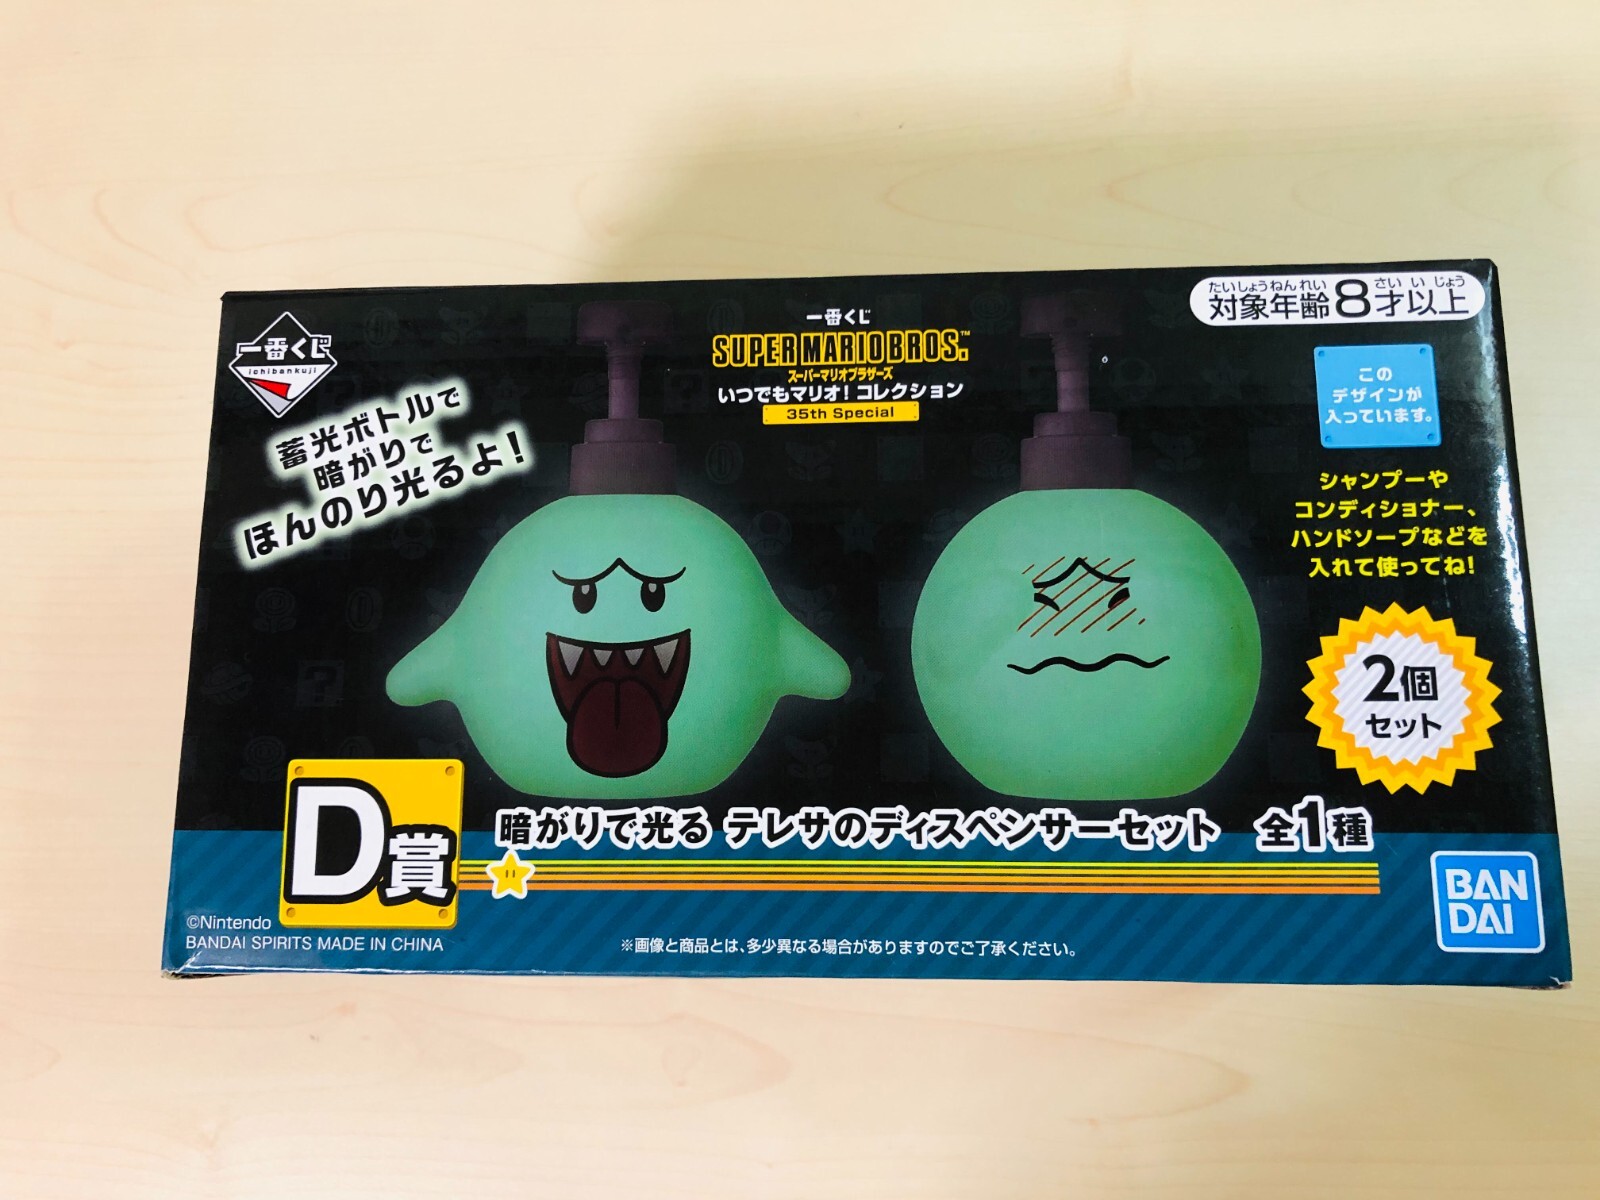 一番くじ
ichibankuji
蓄光ボトルで
暗がりで
ほんのり光るよ!
一番くじ
SUPER MARIO BROS.™
スーパーマリオブラザーズ
いつでもマリオ! コレクション
35th Special
たいしょうねんれい さい い じょう
対象年齢8才以上
この
デザインが
入っています。
シャンプーや
コンディショナー、
ハンドソープなどを
入れて使ってね!
2個
セット
D賞
暗がりで光る テレサのディスペンサーセット 全1種
©Nintendo
BANDAI SPIRITS MADE IN CHINA
※画像と商品とは、多少異なる場合がありますのでご了承ください。
BAN
DAI